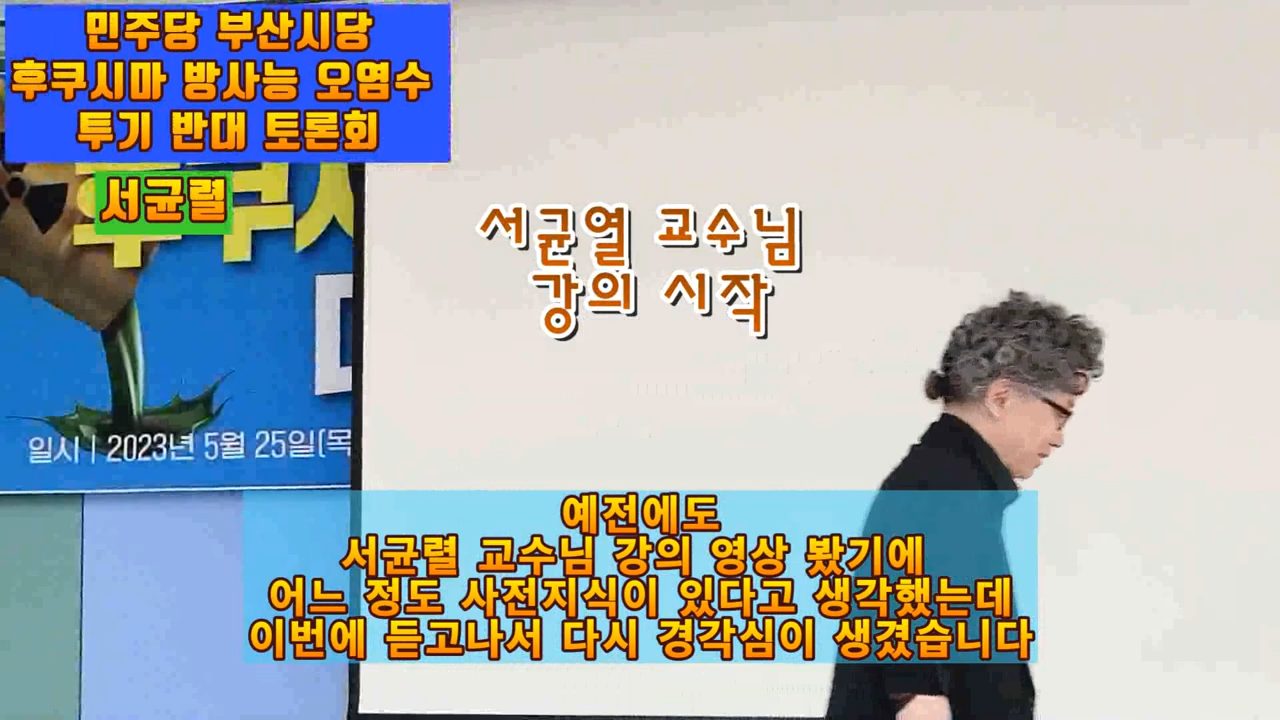 민주당 부산시당
후쿠시마 방사능 오염수
투기 반대 토론회
서균렬
후쿠시
서균열 교수님
강의 시작
일시 | 2023년 5월 25일(목
예전에도
서균렬 교수님 강의 영상 봤기에
어느 정도 사전지식이 있다고 생각했는데
이번에 듣고나서 다시 경각심이 생겼습니다